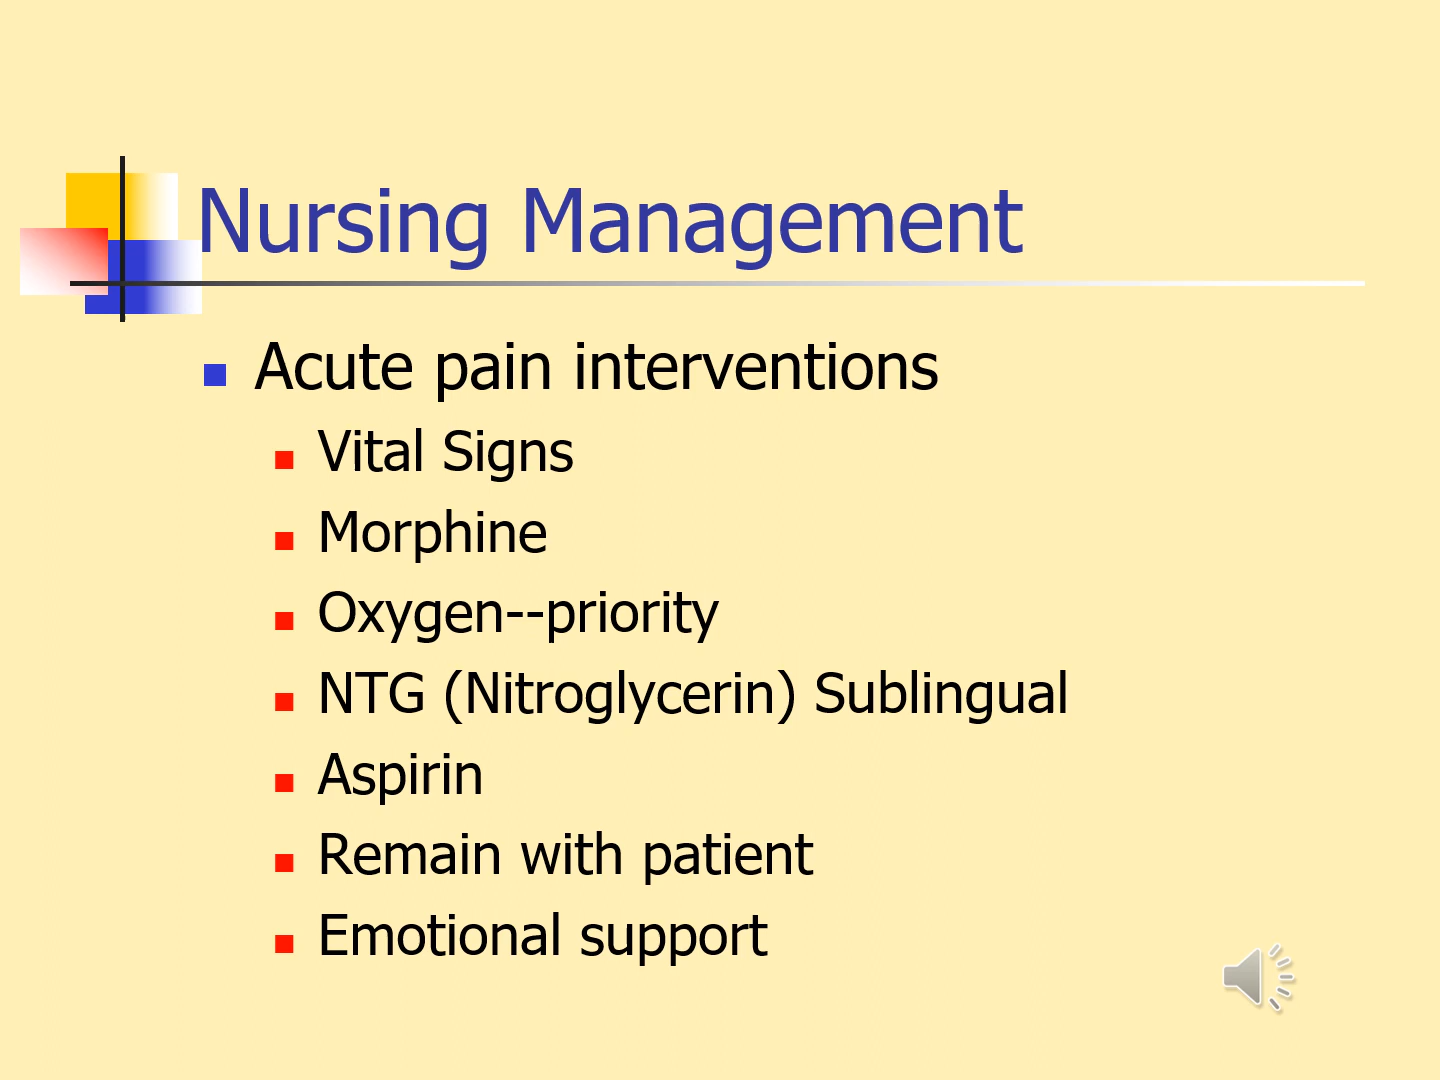 Nursing Management
Acute pain interventions
Vital Signs
Morphine
Oxygen--priority
NTG (Nitroglycerin) Sublingual
Aspirin
Remain with patient
Emotional support